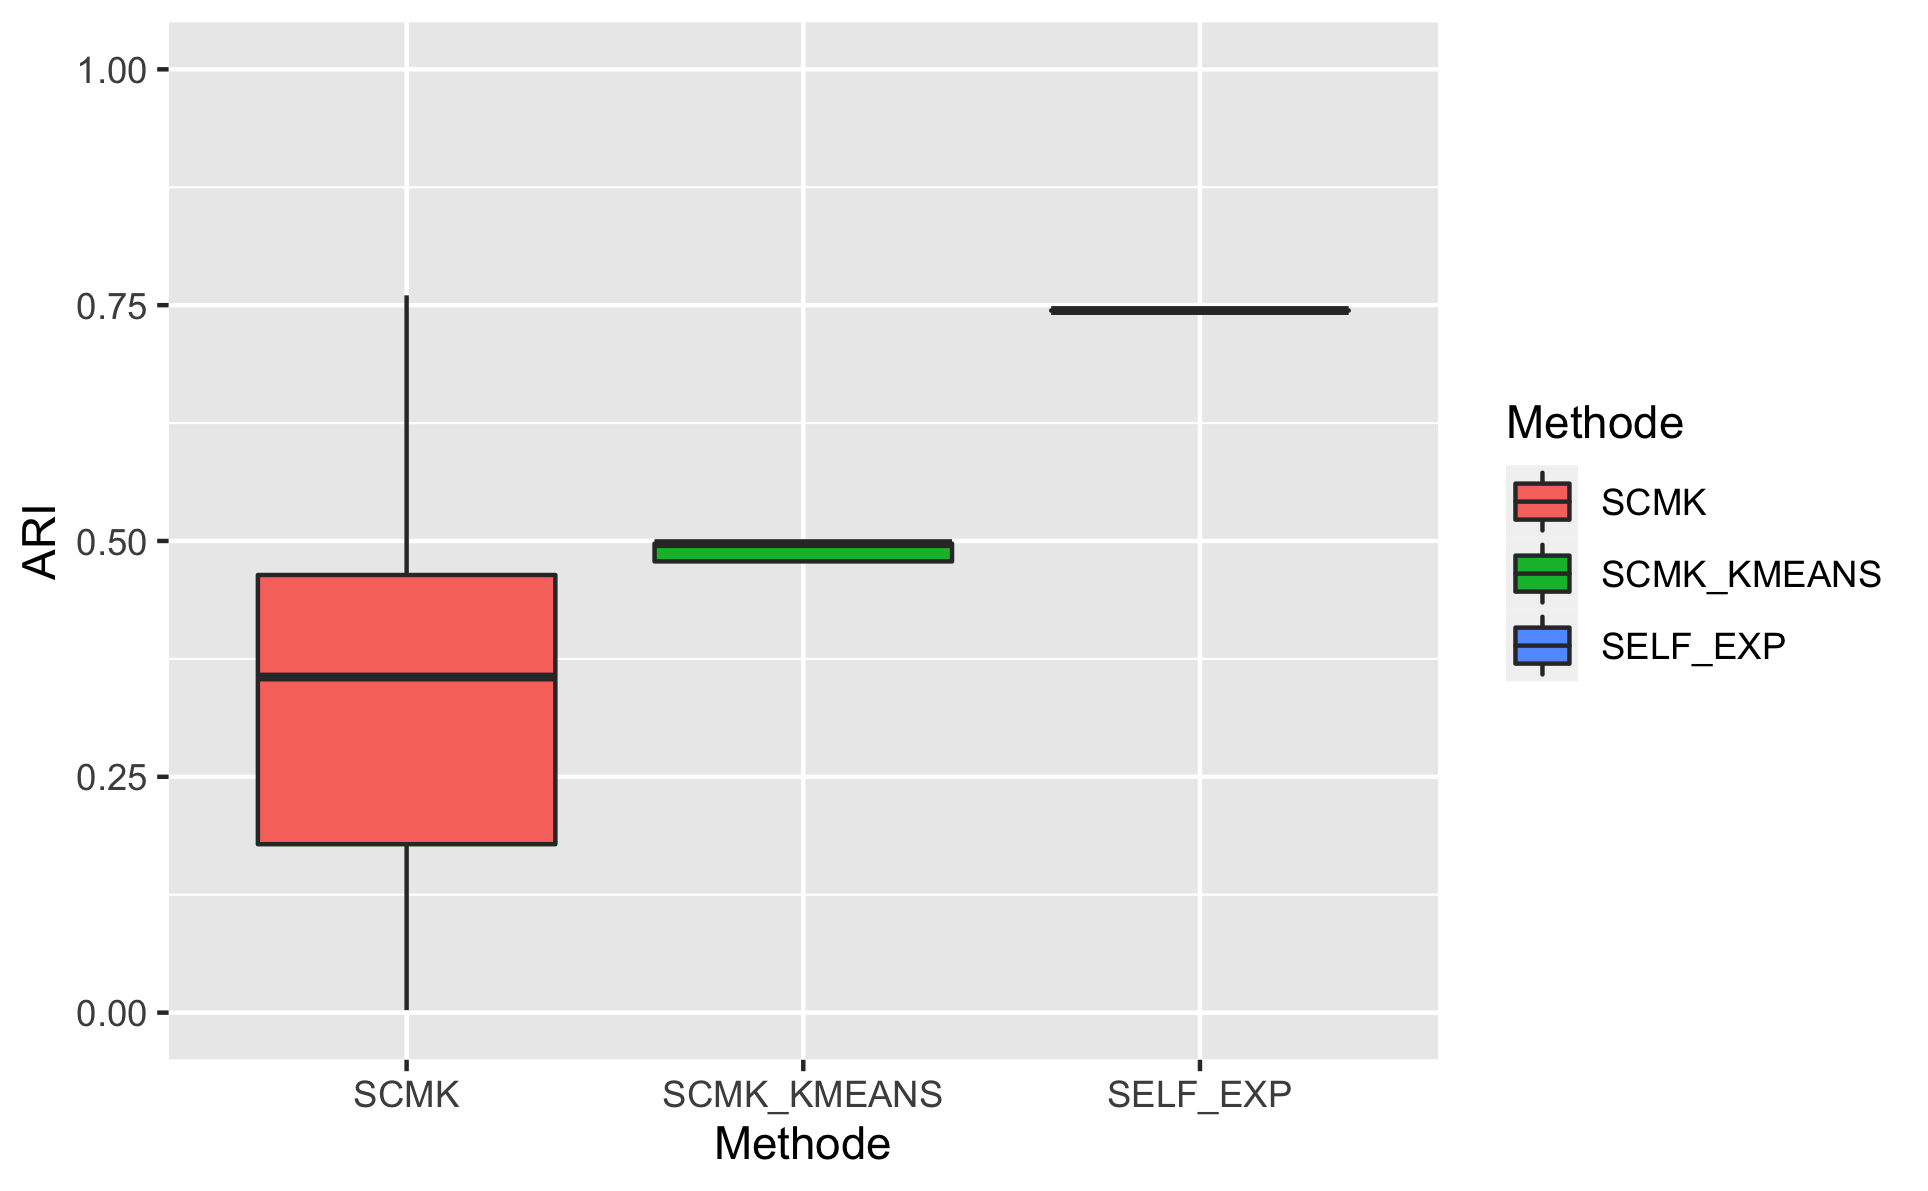 ARI
1.00
0.75
0.50
0.25
0.00
SCMK
SCMK_KMEANS
SELF_EXP
Methode
Methode
SCMK
SCMK_KMEANS
SELF_EXP